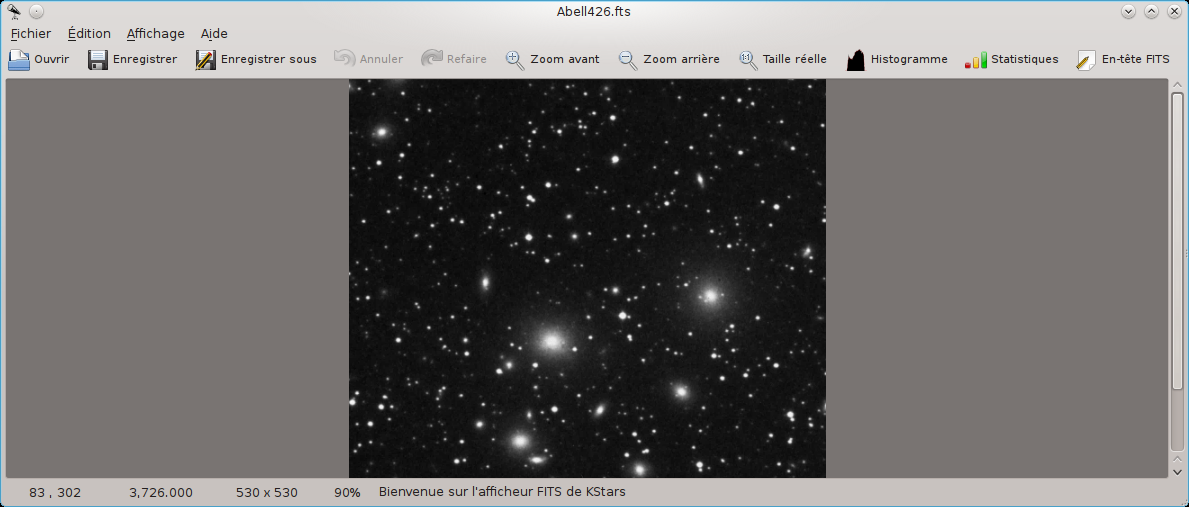 Abell426.fts
Fichier Édition Affichage Aide
Ouvrir Enregistrer Enregistrer sous Annuler Refaire Zoom avant Zoom arrière Taille réelle Histogramme Statistiques En-tête FITS
83 , 302 3,726.000 530 x 530 90% Bienvenue sur l'afficheur FITS de KStars